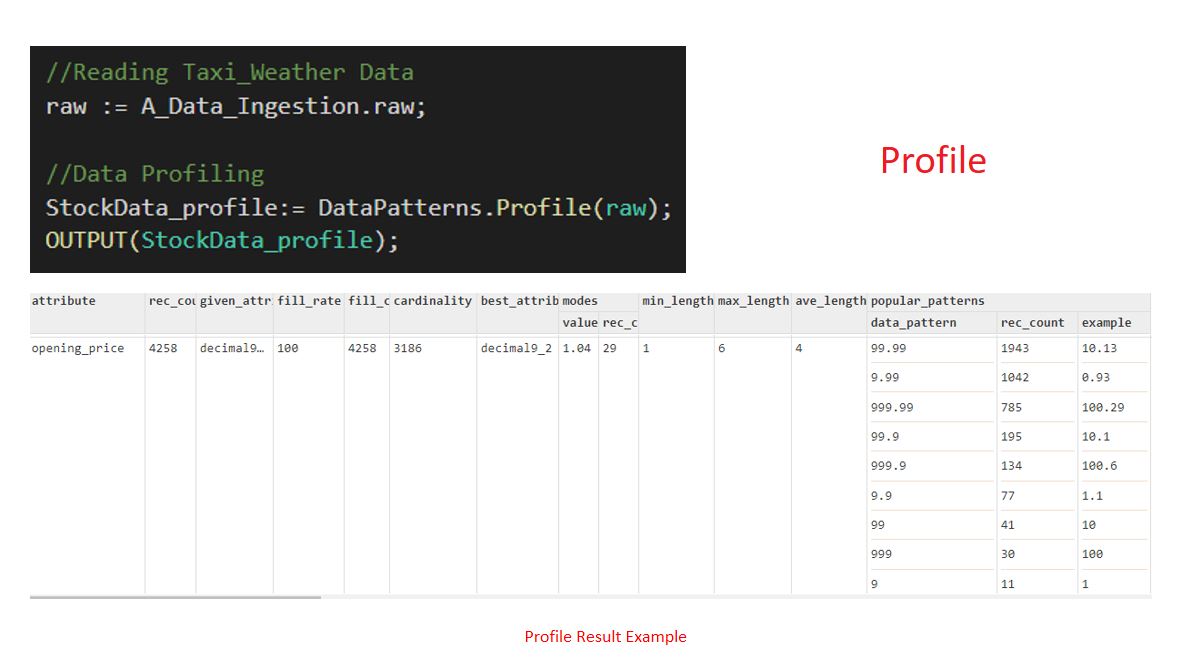 //Reading Taxi_Weather Data
raw := A_Data_Ingestion.raw;
//Data Profiling
StockData_profile:= DataPatterns.Profile(raw);
OUTPUT(StockData_profile);
Profile
attribute rec_cou given_attri fill_rate fill_c cardinality best_attrib modes min_length max_length ave_length popular_patterns
value rec_c data_pattern rec_count example
opening_price 4258 decimal9… 100 4258 3186 decimal9_2 1.04 29 1 6 4 99.99 1943 10.13
9.99 1042 0.93
999.99 785 100.29
99.9 195 10.1
999.9 134 100.6
9.9 77 1.1
99 41 10
999 30 100
9 11 1
Profile Result Example